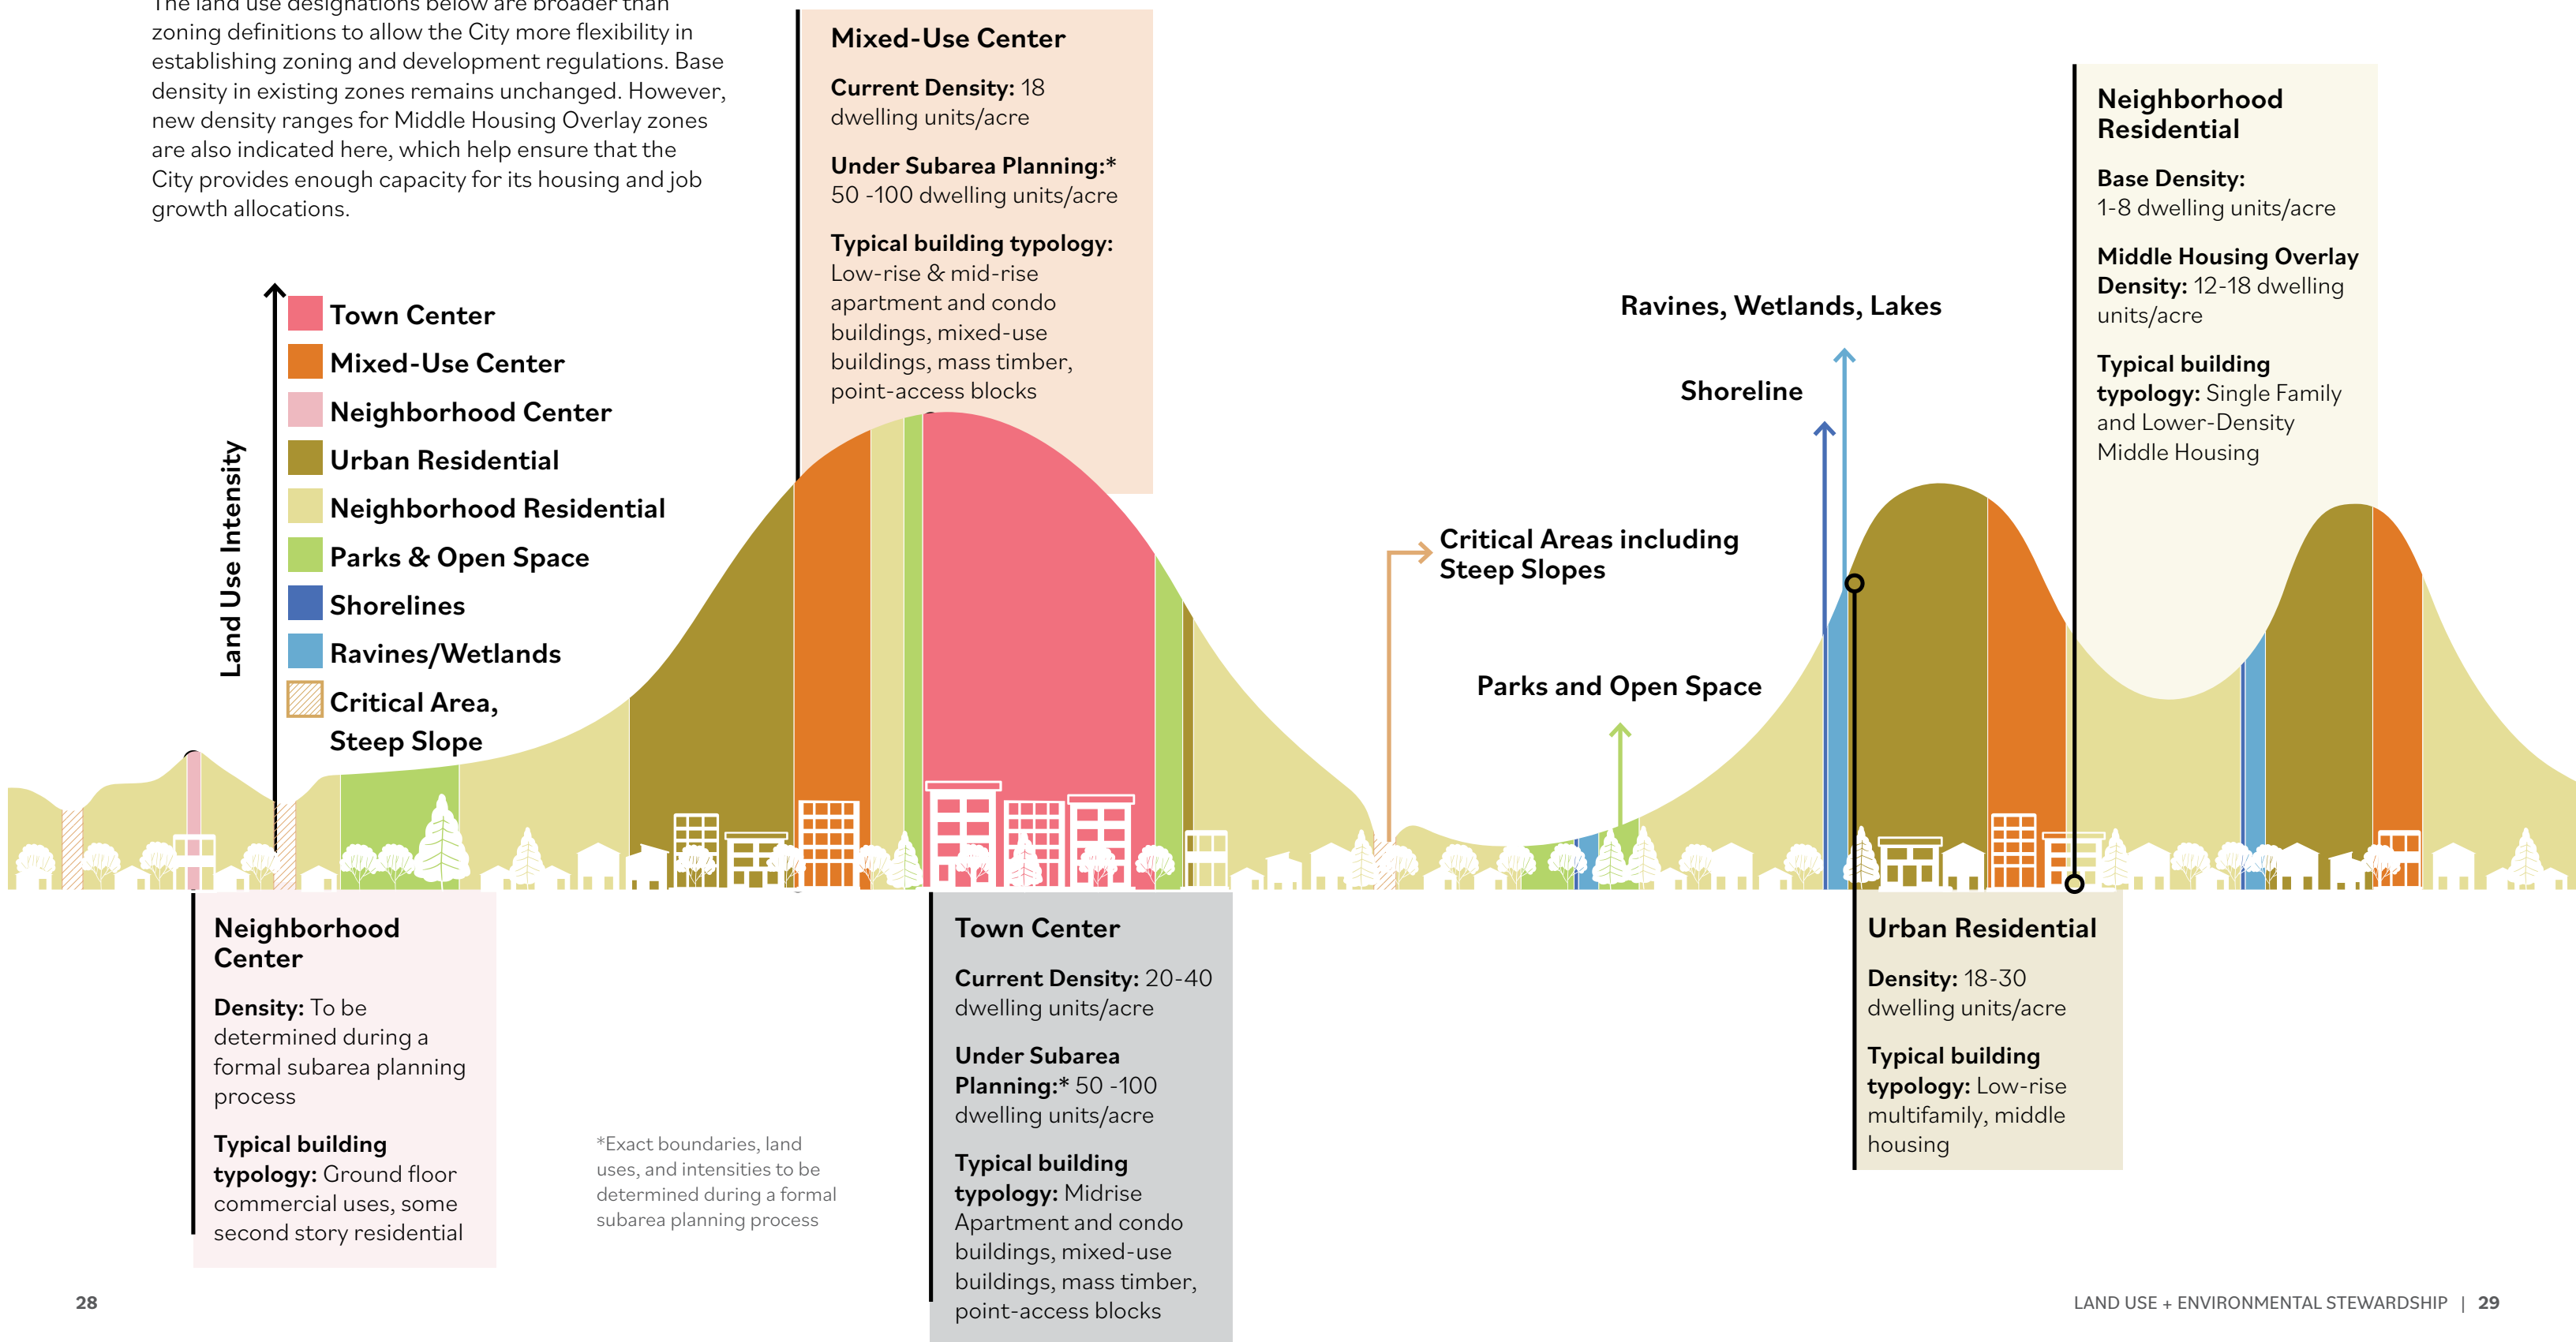 The land use designations below are broader than
zoning definitions to allow the City more flexibility in
establishing zoning and development regulations. Base
density in existing zones remains unchanged. However,
new density ranges for Middle Housing Overlay zones
are also indicated here, which help ensure that the
City provides enough capacity for its housing and job
growth allocations.
Land Use Intensity
Town Center
Mixed-Use Center
Neighborhood Center
Urban Residential
Neighborhood Residential
Parks & Open Space
Shorelines
Ravines/Wetlands
Critical Area,
Steep Slope
Mixed-Use Center
Current Density: 18
dwelling units/acre
Under Subarea Planning:*
50 -100 dwelling units/acre
Typical building typology:
Low-rise & mid-rise
apartment and condo
buildings, mixed-use
buildings, mass timber,
point-access blocks
Critical Areas including
Steep Slopes
Parks and Open Space
Shoreline
Ravines, Wetlands, Lakes
Neighborhood
Residential
Base Density:
1-8 dwelling units/acre
Middle Housing Overlay
Density: 12-18 dwelling
units/acre
Typical building
typology: Single Family
and Lower-Density
Middle Housing
Neighborhood
Center
Density: To be
determined during a
formal subarea planning
process
Typical building
typology: Ground floor
commercial uses, some
second story residential
*Exact boundaries, land
uses, and intensities to be
determined during a formal
subarea planning process
Town Center
Current Density: 20-40
dwelling units/acre
Under Subarea
Planning:* 50 -100
dwelling units/acre
Typical building
typology: Midrise
Apartment and condo
buildings, mixed-use
buildings, mass timber,
point-access blocks
Urban Residential
Density: 18-30
dwelling units/acre
Typical building
typology: Low-rise
multifamily, middle
housing
28
LAND USE + ENVIRONMENTAL STEWARDSHIP | 29